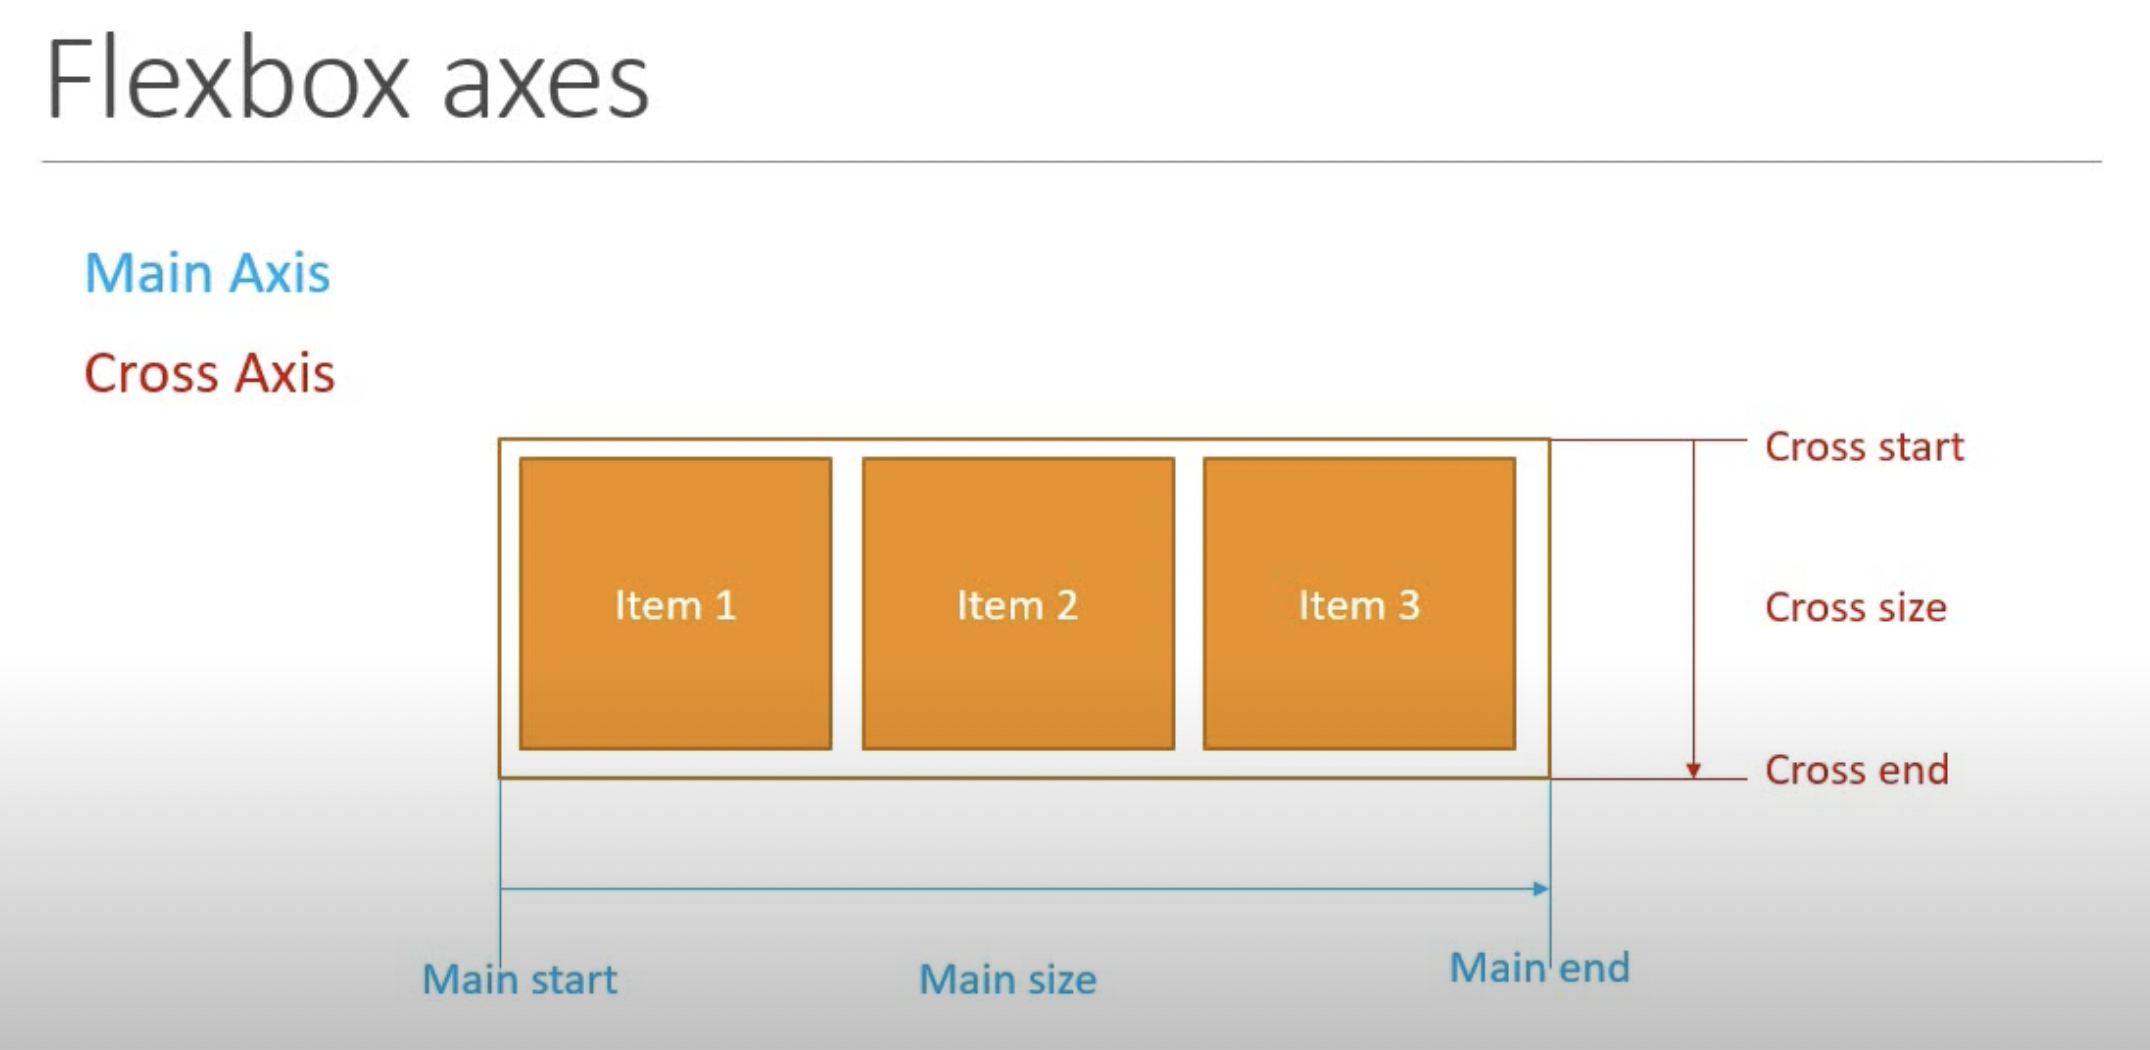 Flexbox axes
Main Axis
Cross Axis
Cross start
Item 1
Item 2
Item 3
Cross size
Cross end
Main start
Main size
Main end